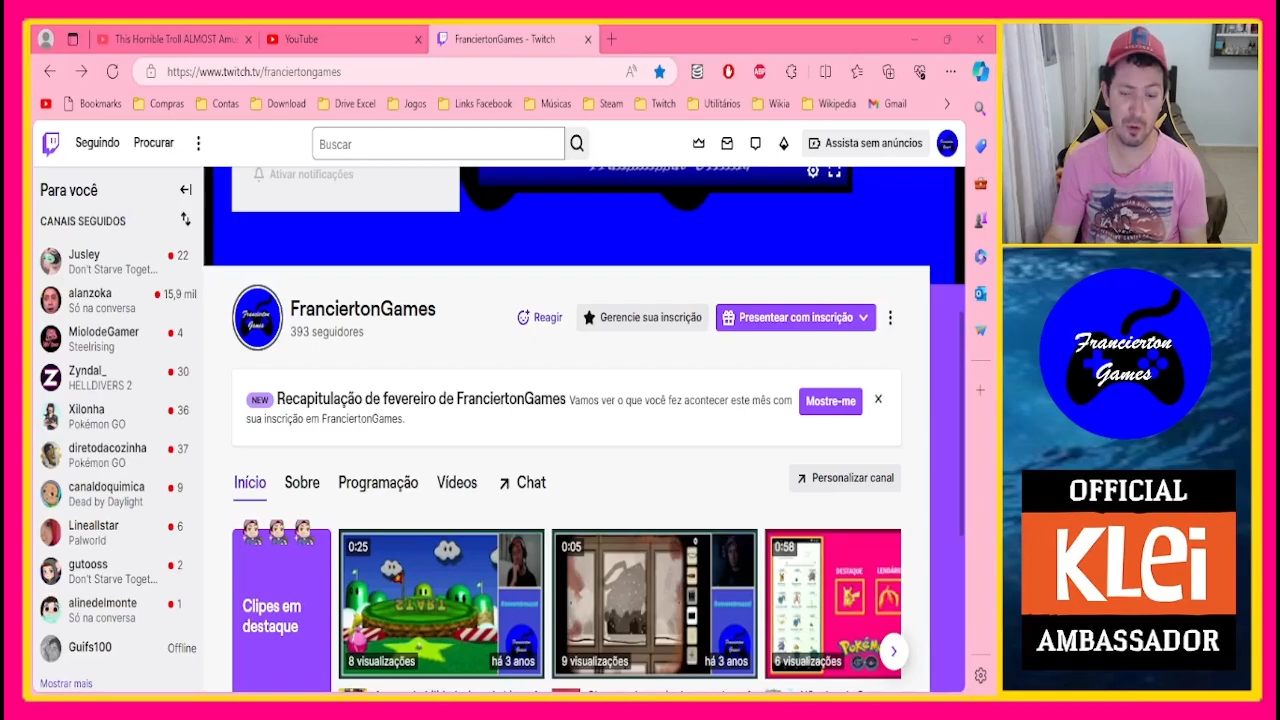 This Horrible Troll ALMOST Amu
YouTube
FranciertonGames - Twitch
https://www.twitch.tv/franciertongames
Bookmarks
Compras
Contas
Download
Drive Excel
Jogos
Links Facebook
Músicas
Steam
Twitch
Utilitários
Wikia
Wikipedia
Gmail
Seguindo
Procurar
Buscar
Assista sem anúncios
Para você
CANAIS SEGUIDOS
Jusley
22
Don't Starve Toget...
alanzoka
15,9 mil
Só na conversa
MiolodeGamer
4
Steelrising
Zyndal_
30
HELLDIVERS 2
Xilonha
36
Pokémon GO
diretodacozinha
37
Pokémon GO
canaldoquimica
9
Dead by Daylight
Lineallstar
6
Palworld
gutooss
2
Don't Starve Toget...
alinedelmonte
1
Só na conversa
Guifs100
Offline
Mostrar mais
Ativar notificações
FranciertonGames
393 seguidores
Reagir
Gerencie sua inscrição
Presentear com inscrição
NEW Recapitulação de fevereiro de FranciertonGames Vamos ver o que você fez acontecer este mês com
sua inscrição em FranciertonGames.
Mostre-me
Início
Sobre
Programação
Vídeos
Chat
Personalizar canal
Clipes em
destaque
0:25
START
8 visualizações
há 3 anos
0:05
9 visualizações
há 3 anos
0:58
DESTAQUE
LENDÁR
POKÉMON
GO
6 visualizações
Francierton
Games
OFFICIAL
KLei
AMBASSADOR